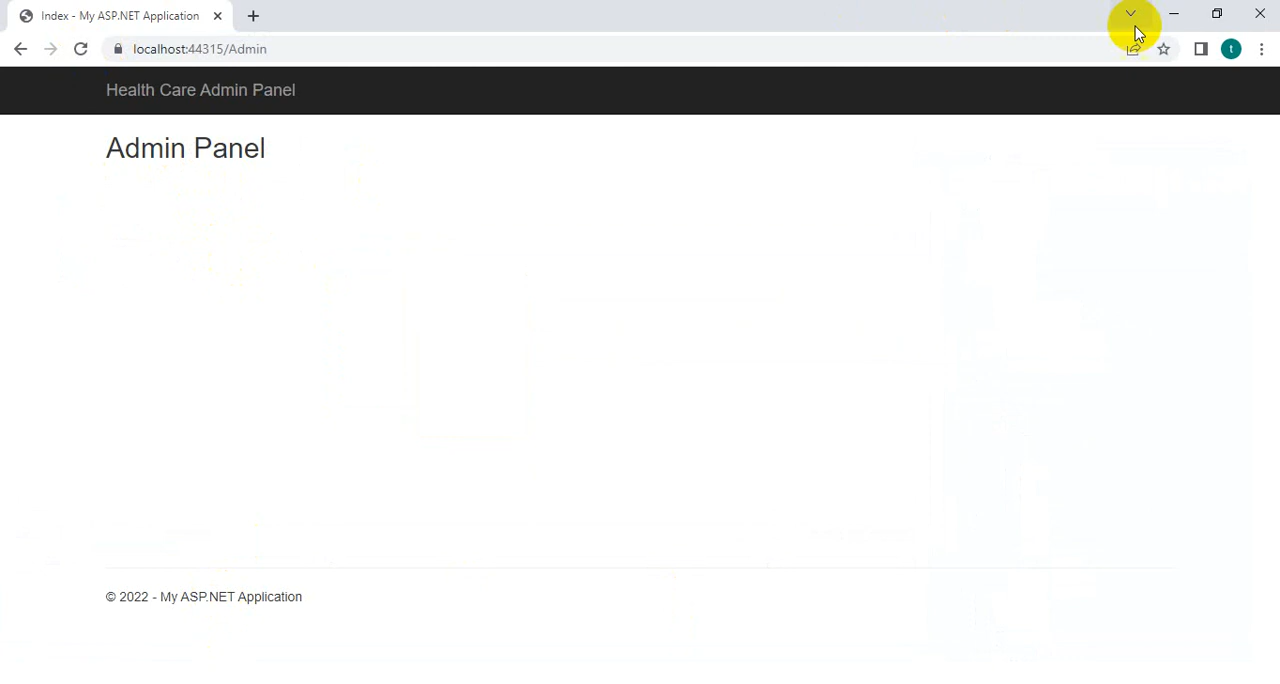 Index - My ASP.NET Application
localhost:44315/Admin
t
Health Care Admin Panel
Admin Panel
© 2022 - My ASP.NET Application